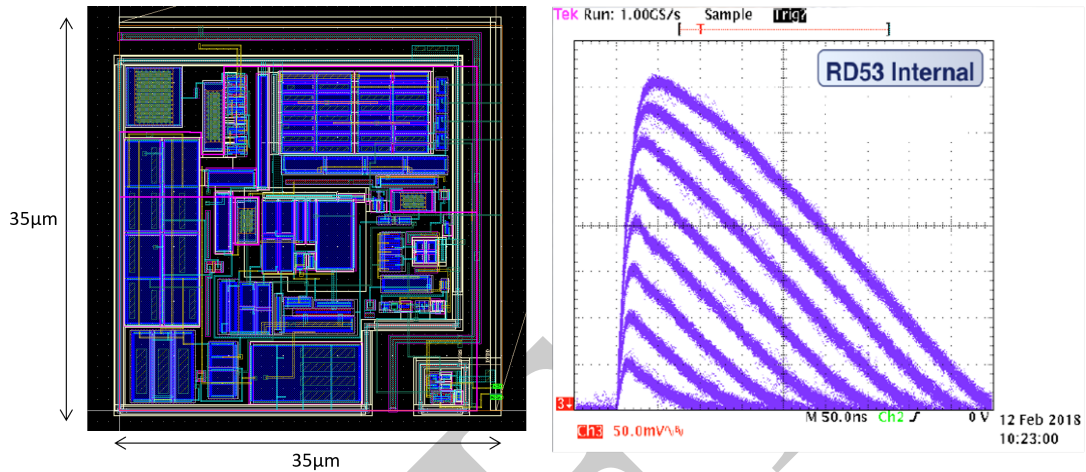 35µm
35µm
Tek Run: 1.00GS/s Sample Trig?
RD53 Internal
3
Ch3 50.0mV
M 50.0ns Ch2 0 V
12 Feb 2018
10:23:00